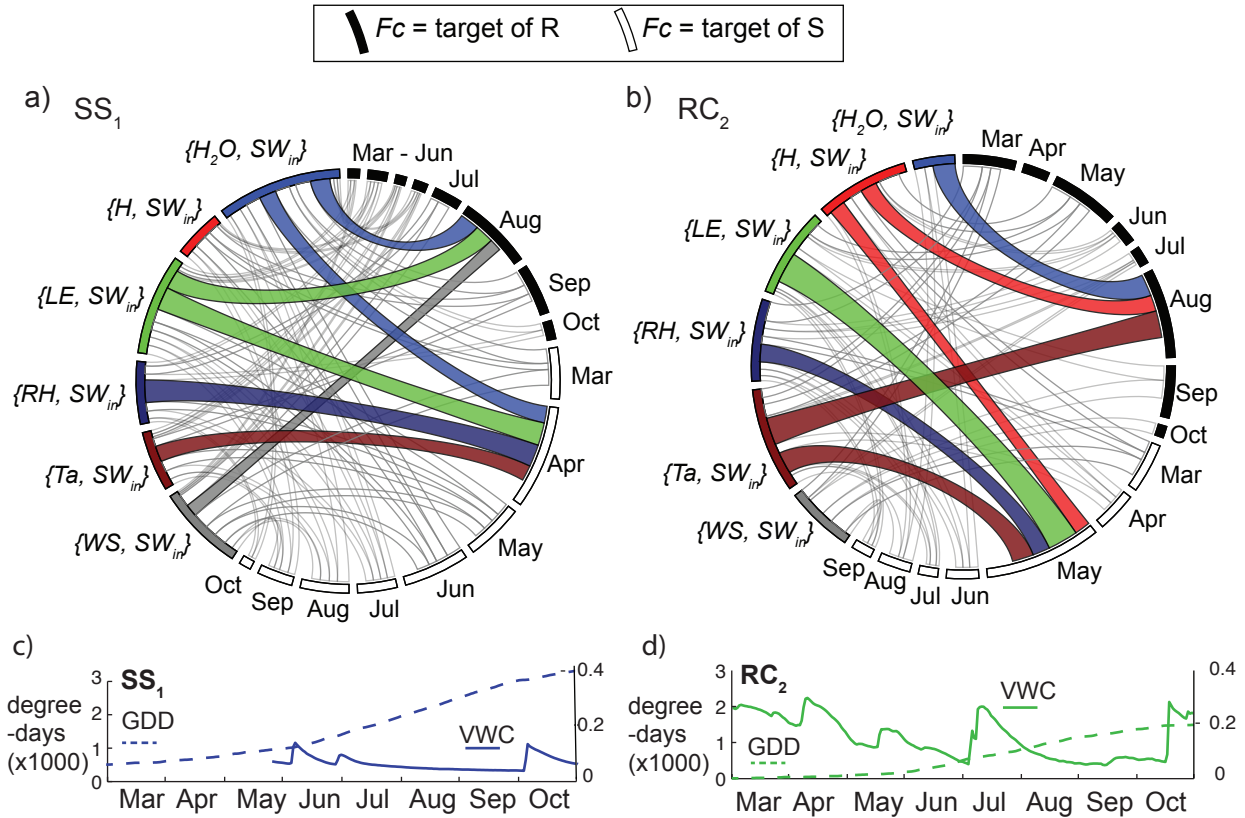 Fc = target of R
Fc = target of S
a) SS1
{H2O, SWin}
{H, SWin}
{LE, SWin}
{RH, SWin}
{Ta, SWin}
{WS, SWin}
Mar - Jun
Jul
Aug
Sep
Oct
Mar
Apr
May
Jun
Jul
Aug
Sep
Oct
b) RC2
{H2O, SWin}
{H, SWin}
{LE, SWin}
{RH, SWin}
{Ta, SWin}
{WS, SWin}
Mar
Apr
May
Jun
Jul
Aug
Sep
Oct
Mar
Apr
May
Jun
Jul
Aug
Sep
c)
SS1
degree
-days
(x1000)
3
2
1
0
GDD
VWC
0.4
0.2
0
Mar Apr May Jun Jul Aug Sep Oct
d)
RC2
degree
-days
(x1000)
3
2
1
0
GDD
VWC
0.4
0.2
0
Mar Apr May Jun Jul Aug Sep Oct